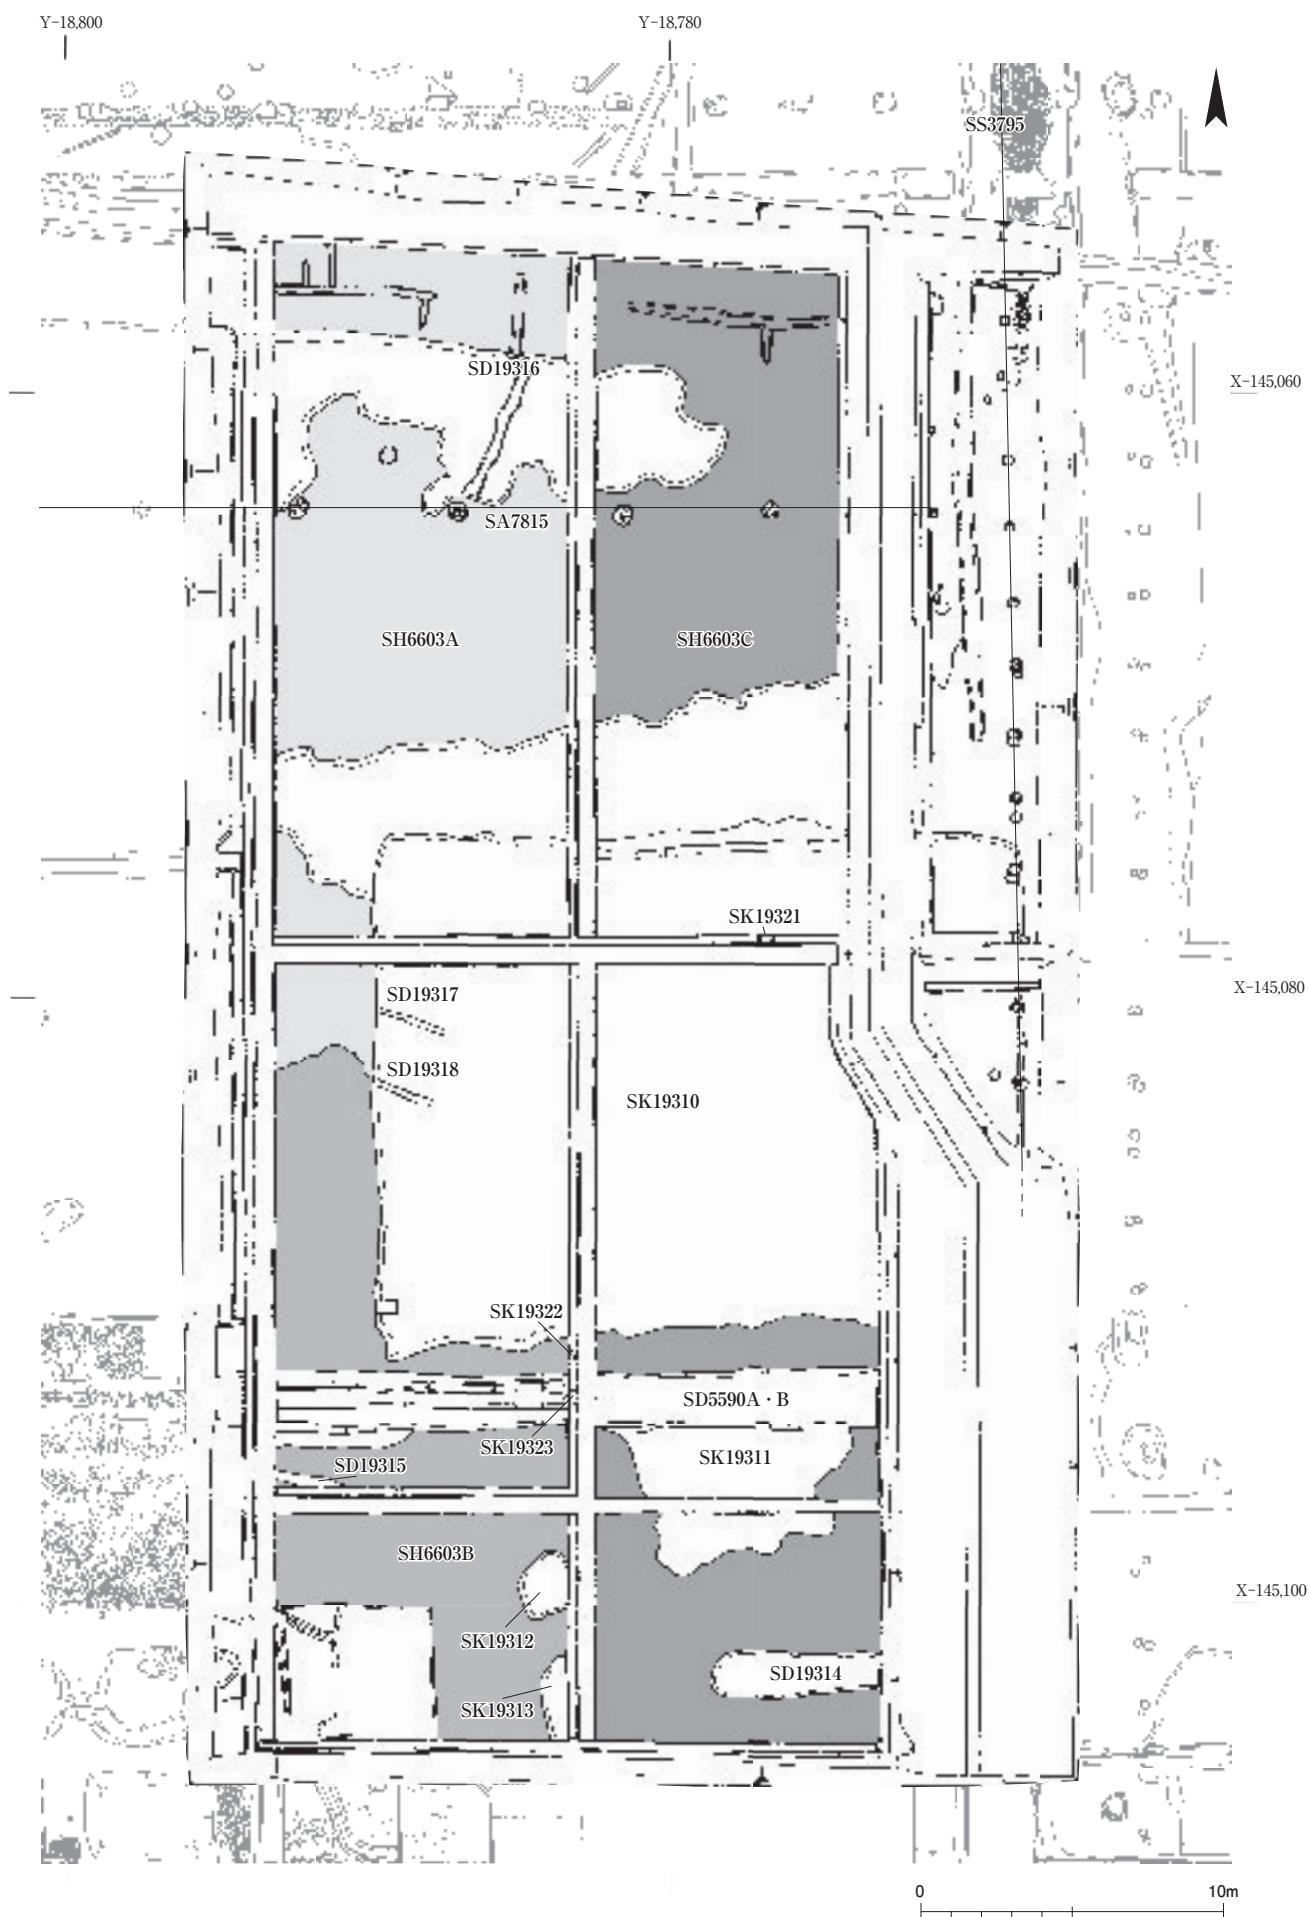 Y-18,800
Y-18,780
SS3795
SD19316
X-145,060
SA7815
SH6603A
SH6603C
SK19321
SD19317
X-145,080
SD19318
SK19310
SK19322
SD5590A・B
SK19323
SK19311
SD19315
SH6603B
X-145,100
SK19312
SD19314
SK19313
0
10m